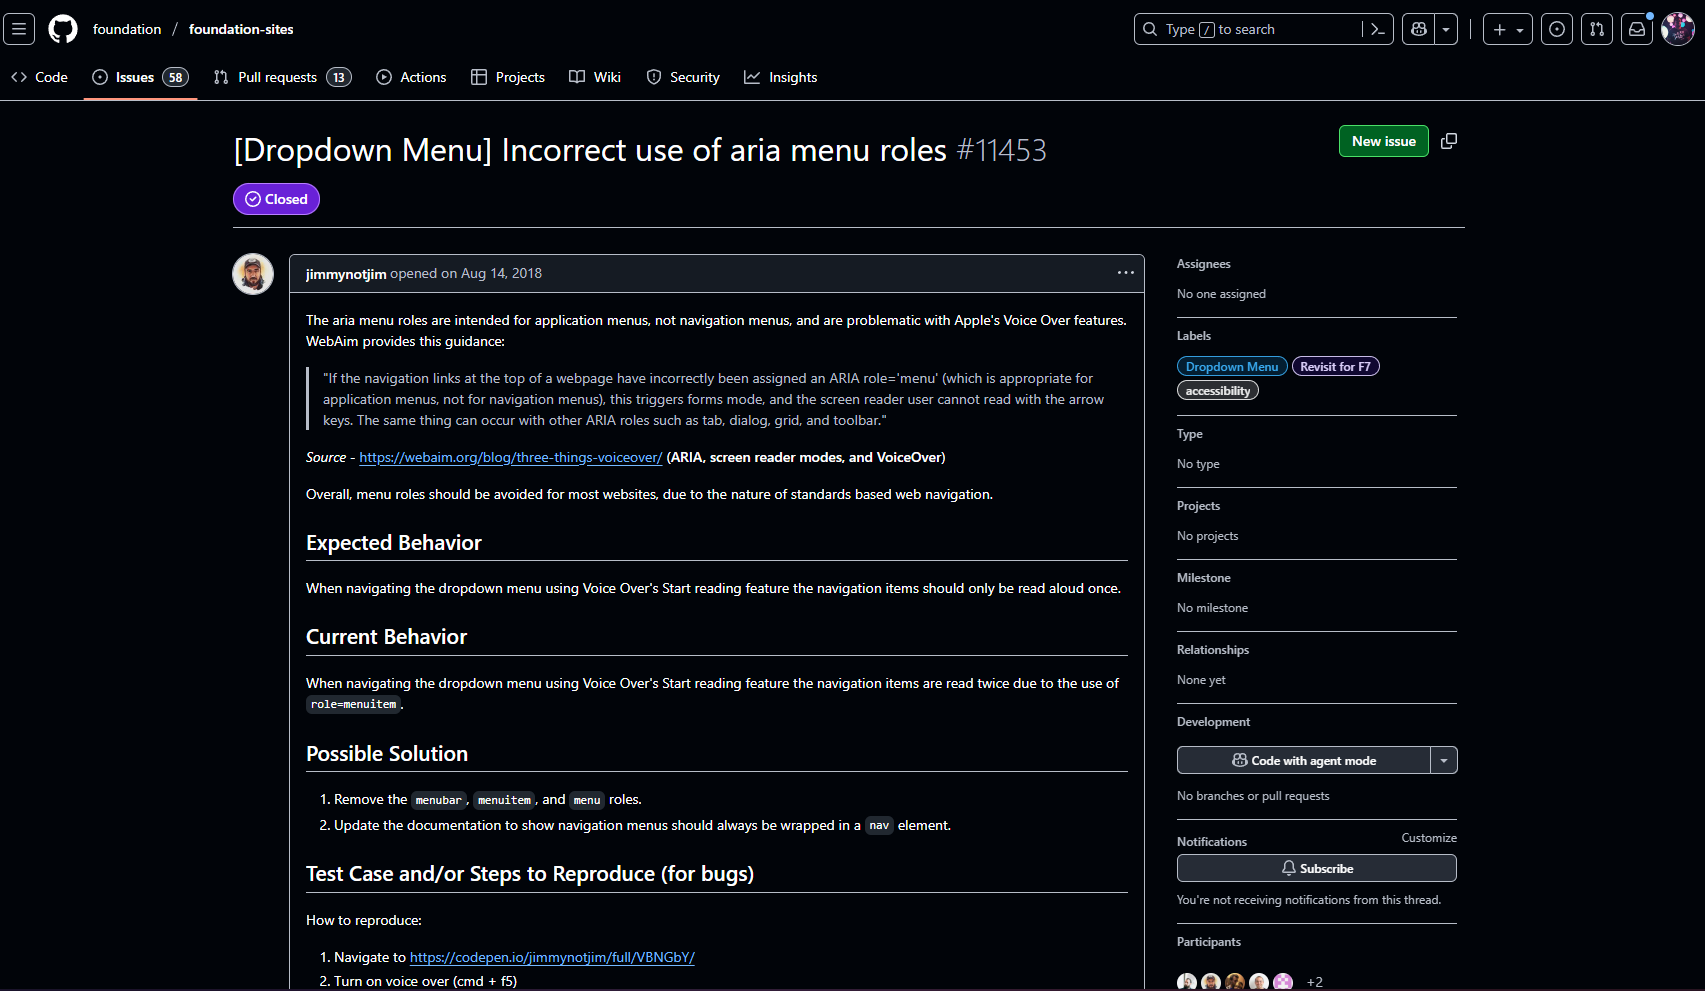 foundation / foundation-sites
Type / to search
Code
Issues 58
Pull requests 13
Actions
Projects
Wiki
Security
Insights
[Dropdown Menu] Incorrect use of aria menu roles #11453
New issue
Closed
jimmynotjim opened on Aug 14, 2018
The aria menu roles are intended for application menus, not navigation menus, and are problematic with Apple's Voice Over features.
WebAim provides this guidance:
"If the navigation links at the top of a webpage have incorrectly been assigned an ARIA role='menu' (which is appropriate for
application menus, not for navigation menus), this triggers forms mode, and the screen reader user cannot read with the arrow
keys. The same thing can occur with other ARIA roles such as tab, dialog, grid, and toolbar."
Source - https://webaim.org/blog/three-things-voiceover/ (ARIA, screen reader modes, and VoiceOver)
Overall, menu roles should be avoided for most websites, due to the nature of standards based web navigation.
Expected Behavior
When navigating the dropdown menu using Voice Over's Start reading feature the navigation items should only be read aloud once.
Current Behavior
When navigating the dropdown menu using Voice Over's Start reading feature the navigation items are read twice due to the use of
role=menuitem.
Possible Solution
1. Remove the menubar, menuitem, and menu roles.
2. Update the documentation to show navigation menus should always be wrapped in a nav element.
Test Case and/or Steps to Reproduce (for bugs)
How to reproduce:
1. Navigate to https://codepen.io/jimmynotjim/full/VBNGbY/
2. Turn on voice over (cmd + f5)
Assignees
No one assigned
Labels
Dropdown Menu
Revisit for F7
accessibility
Type
No type
Projects
No projects
Milestone
No milestone
Relationships
None yet
Development
Code with agent mode
No branches or pull requests
Notifications
Customize
Subscribe
You're not receiving notifications from this thread.
Participants
+2